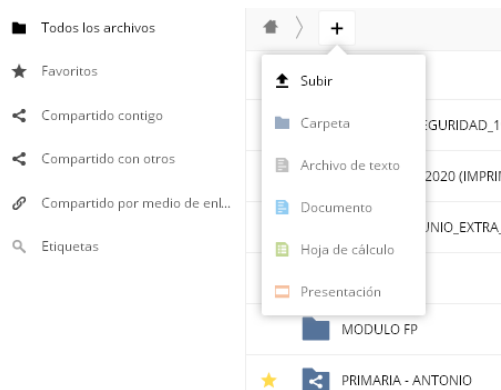 Todos los archivos
Favoritos
Compartido contigo
Compartido con otros
Compartido por medio de enl...
Etiquetas
+
Subir
Carpeta
Archivo de texto
Documento
Hoja de cálculo
Presentación
EGURIDAD_1
2020 (IMPRI
UNIO_EXTRA_
MODULO FP
PRIMARIA - ANTONIO